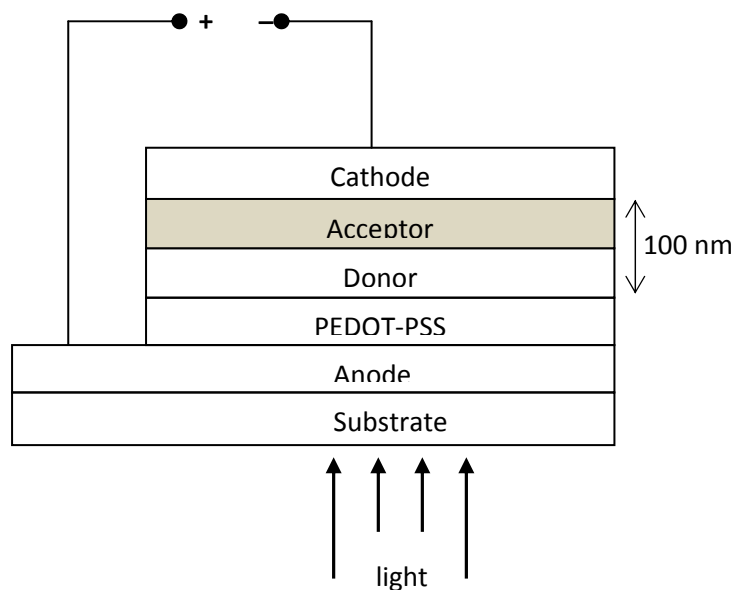 + –
Cathode
Acceptor
100 nm
Donor
PEDOT-PSS
Anode
Substrate
light